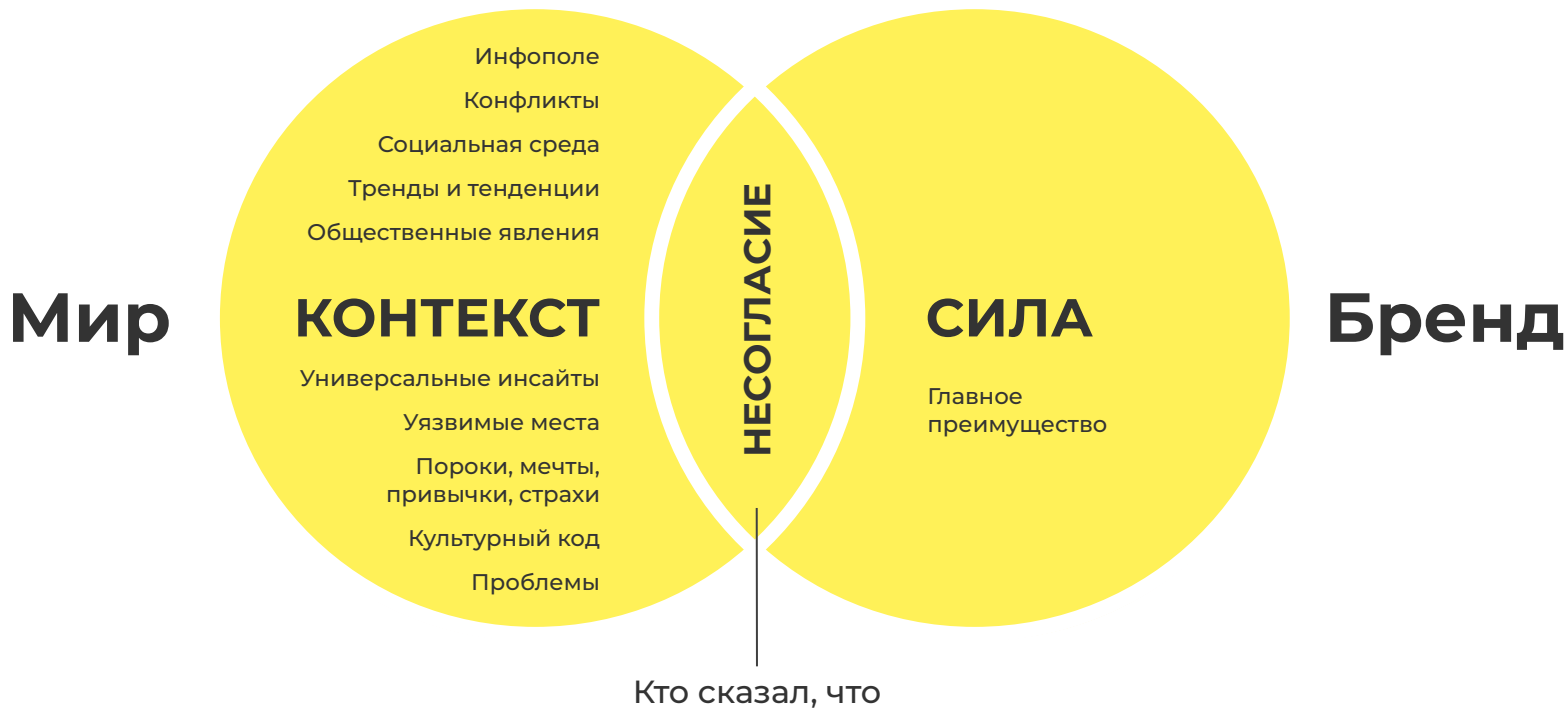 Инфополе
Конфликты
Социальная среда
Тренды и тенденции
Общественные явления
Мир
КОНТЕКСТ
НЕСОГЛАСИЕ
СИЛА
Бренд
Универсальные инсайты
Уязвимые места
Пороки, мечты,
привычки, страхи
Культурный код
Проблемы
Главное
преимущество
Кто сказал, что